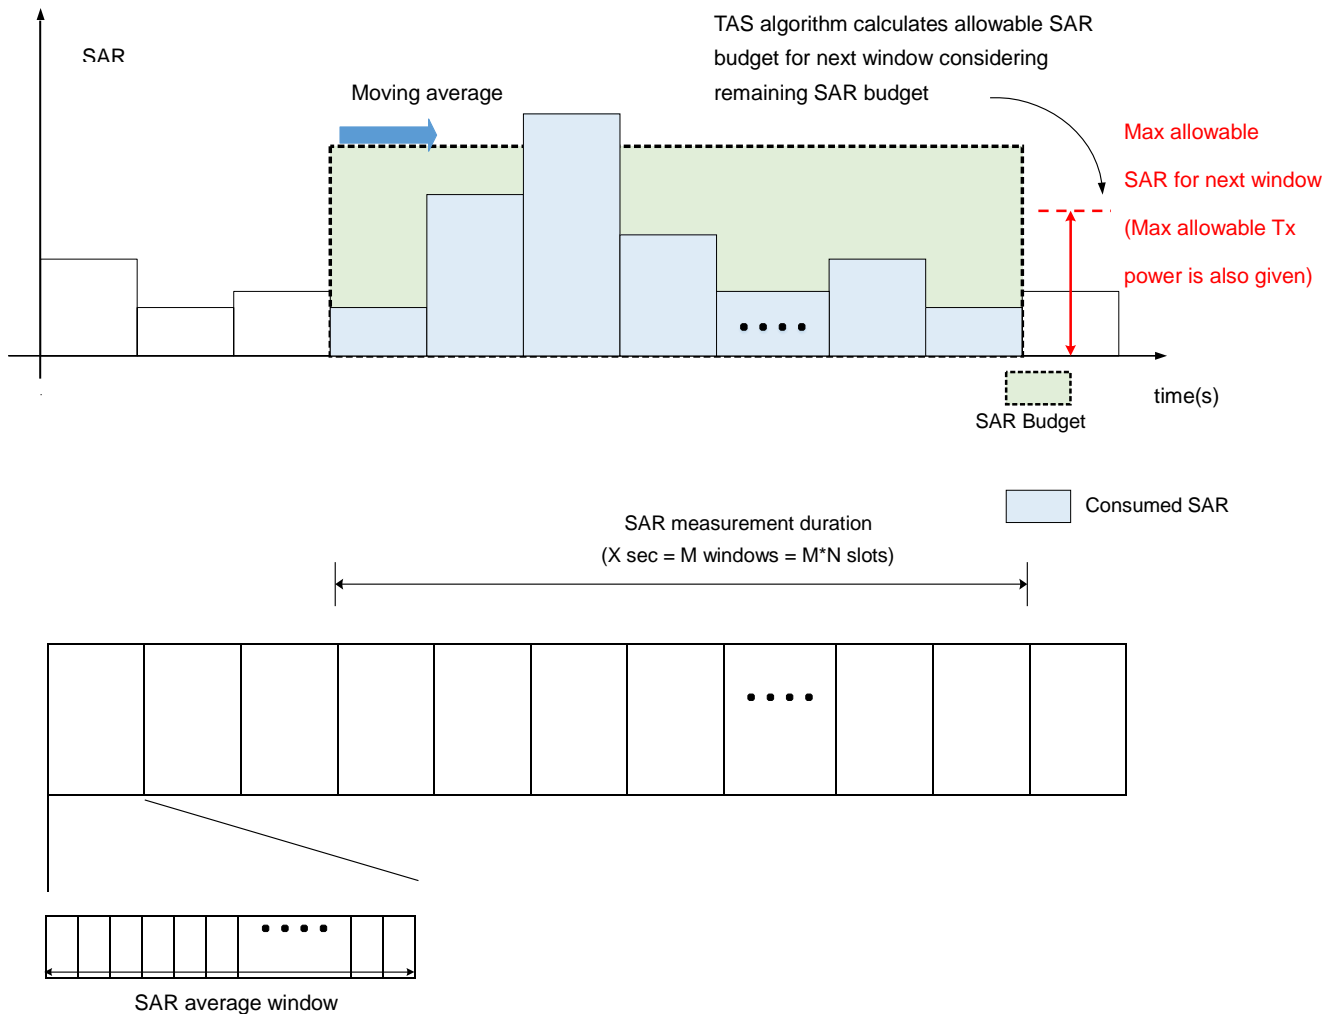 SAR
TAS algorithm calculates allowable SAR
budget for next window considering
remaining SAR budget
Moving average
Max allowable
SAR for next window
(Max allowable Tx
power is also given)
time(s)
SAR Budget
Consumed SAR
SAR measurement duration
(X sec = M windows = M*N slots)
SAR average window